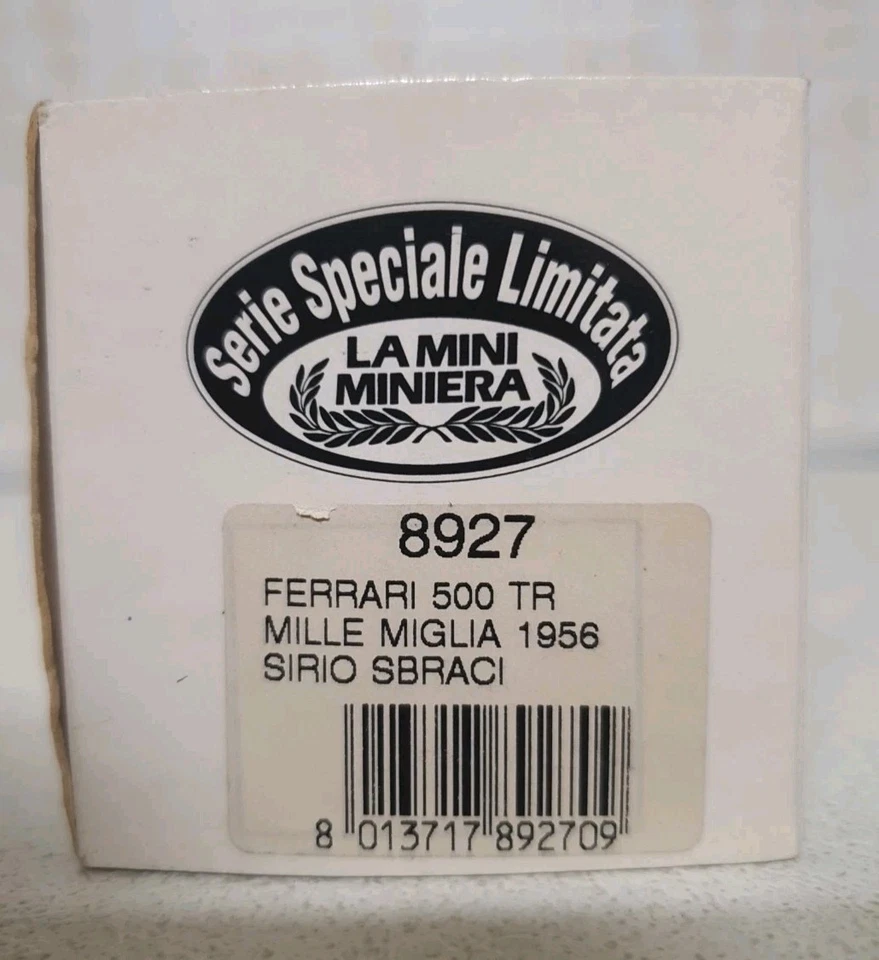 Serie Speciale Limitata
LA MINI
MINIERA
8927
FERRARI 500 TR
MILLE MIGLIA 1956
SIRIO SBRACI
8 013717 892709